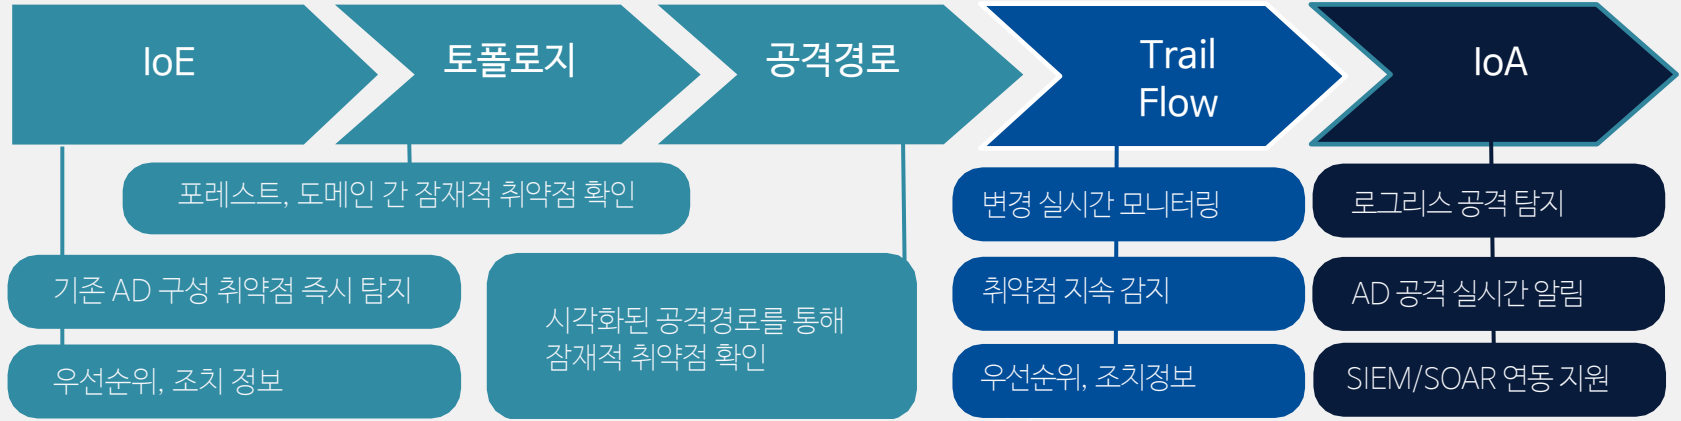 IoE
토폴로지
공격경로
Trail
Flow
IoA
포레스트, 도메인 간 잠재적 취약점 확인
기존 AD 구성 취약점 즉시 탐지
우선순위, 조치 정보
시각화된 공격경로를 통해
잠재적 취약점 확인
변경 실시간 모니터링
취약점 지속 감지
우선순위, 조치정보
로그리스 공격 탐지
AD 공격 실시간 알림
SIEM/SOAR 연동 지원